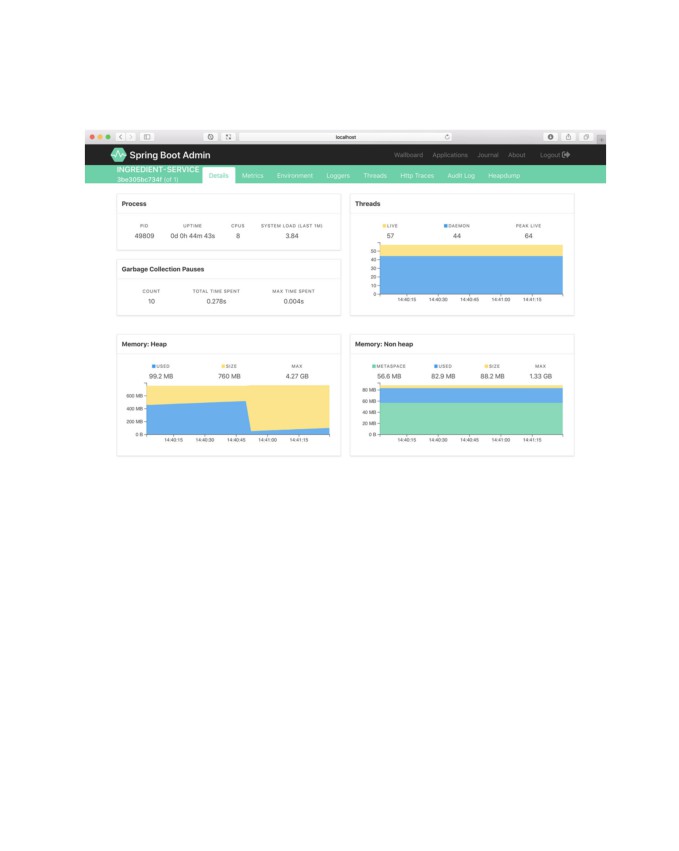 localhost
Spring Boot Admin
Wallboard Applications Journal About Logout
INGREDIENT-SERVICE
3be305bc734f (of 1)
Details Metrics Environment Loggers Threads Http Traces Audit Log Heapdump
Process
PID UPTIME CPUS SYSTEM LOAD (LAST 1M)
49809 0d 0h 44m 43s 8 3.84
Garbage Collection Pauses
COUNT TOTAL TIME SPENT MAX TIME SPENT
10 0.278s 0.004s
Threads
LIVE DAEMON PEAK LIVE
57 44 64
50
40
30
20
10
0
14:40:15 14:40:30 14:40:45 14:41:00 14:41:15
Memory: Heap
USED SIZE MAX
99.2 MB 760 MB 4.27 GB
600 MB
400 MB
200 MB
0 B
14:40:15 14:40:30 14:40:45 14:41:00 14:41:15
Memory: Non heap
METASPACE USED SIZE MAX
56.6 MB 82.9 MB 88.2 MB 1.33 GB
80 MB
60 MB
40 MB
20 MB
0 B
14:40:15 14:40:30 14:40:45 14:41:00 14:41:15